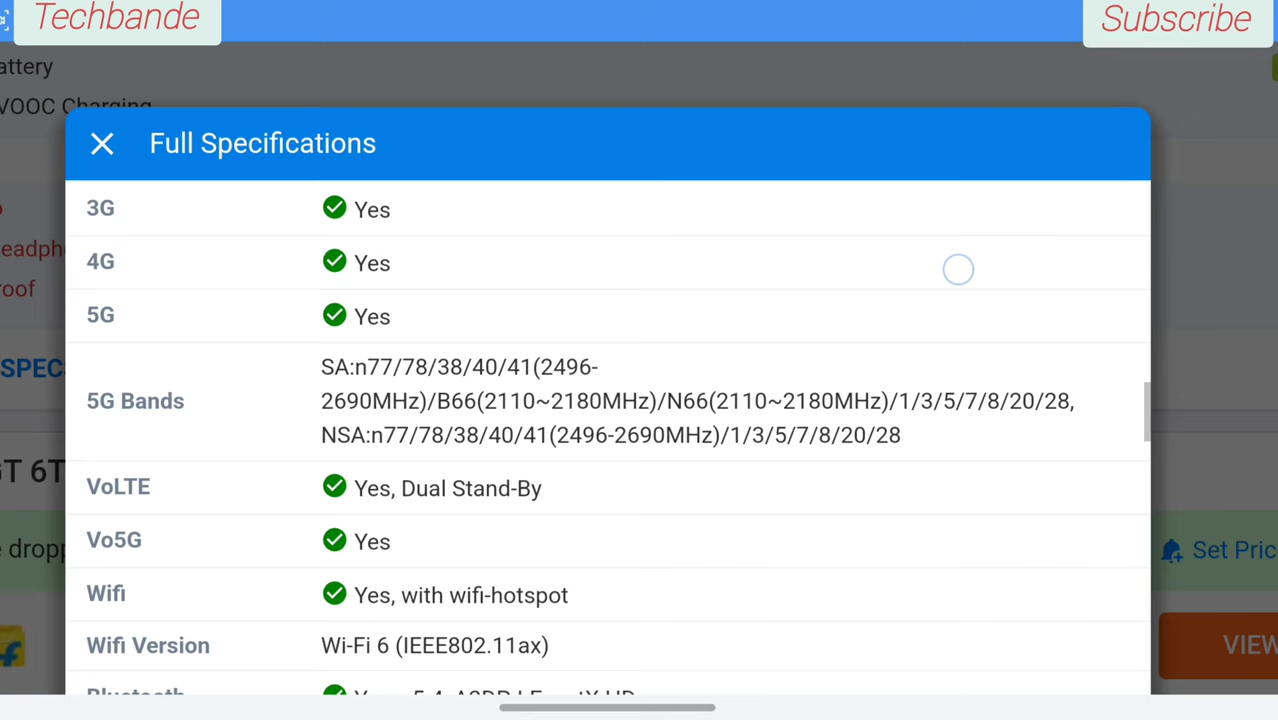 Techbande
Subscribe
attery
VOOC Charging
Full Specifications
3G
Yes
eadph
4G
Yes
roof
5G
Yes
SPEC
5G Bands
SA:n77/78/38/40/41(2496-
2690MHz)/B66(2110~2180MHz)/N66(2110~2180MHz)/1/3/5/7/8/20/28,
NSA:n77/78/38/40/41(2496-2690MHz)/1/3/5/7/8/20/28
GT 6T
VoLTE
Yes, Dual Stand-By
e dropp
Vo5G
Yes
Set Pric
Wifi
Yes, with wifi-hotspot
Wifi Version
Wi-Fi 6 (IEEE802.11ax)
VIEW
Bluetooth